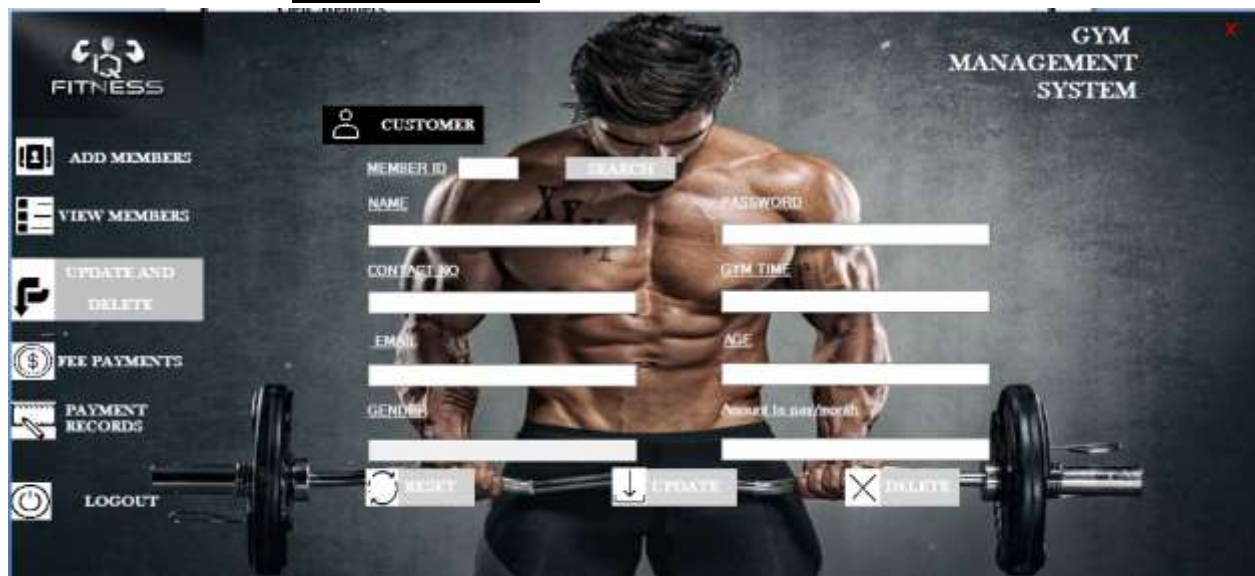 IQ
FITNESS
GYM
MANAGEMENT
SYSTEM
X
CUSTOMER
ADD MEMBERS
MEMBER ID
SEARCH
VIEW MEMBERS
NAME
PASSWORD
UPDATE AND
DELETE
CONTACT NO
GYM TIME
EMAIL
AGE
FEE PAYMENTS
PAYMENT
RECORDS
GENDER
Amount to pay/month
LOGOUT
RESET
UPDATE
DELETE